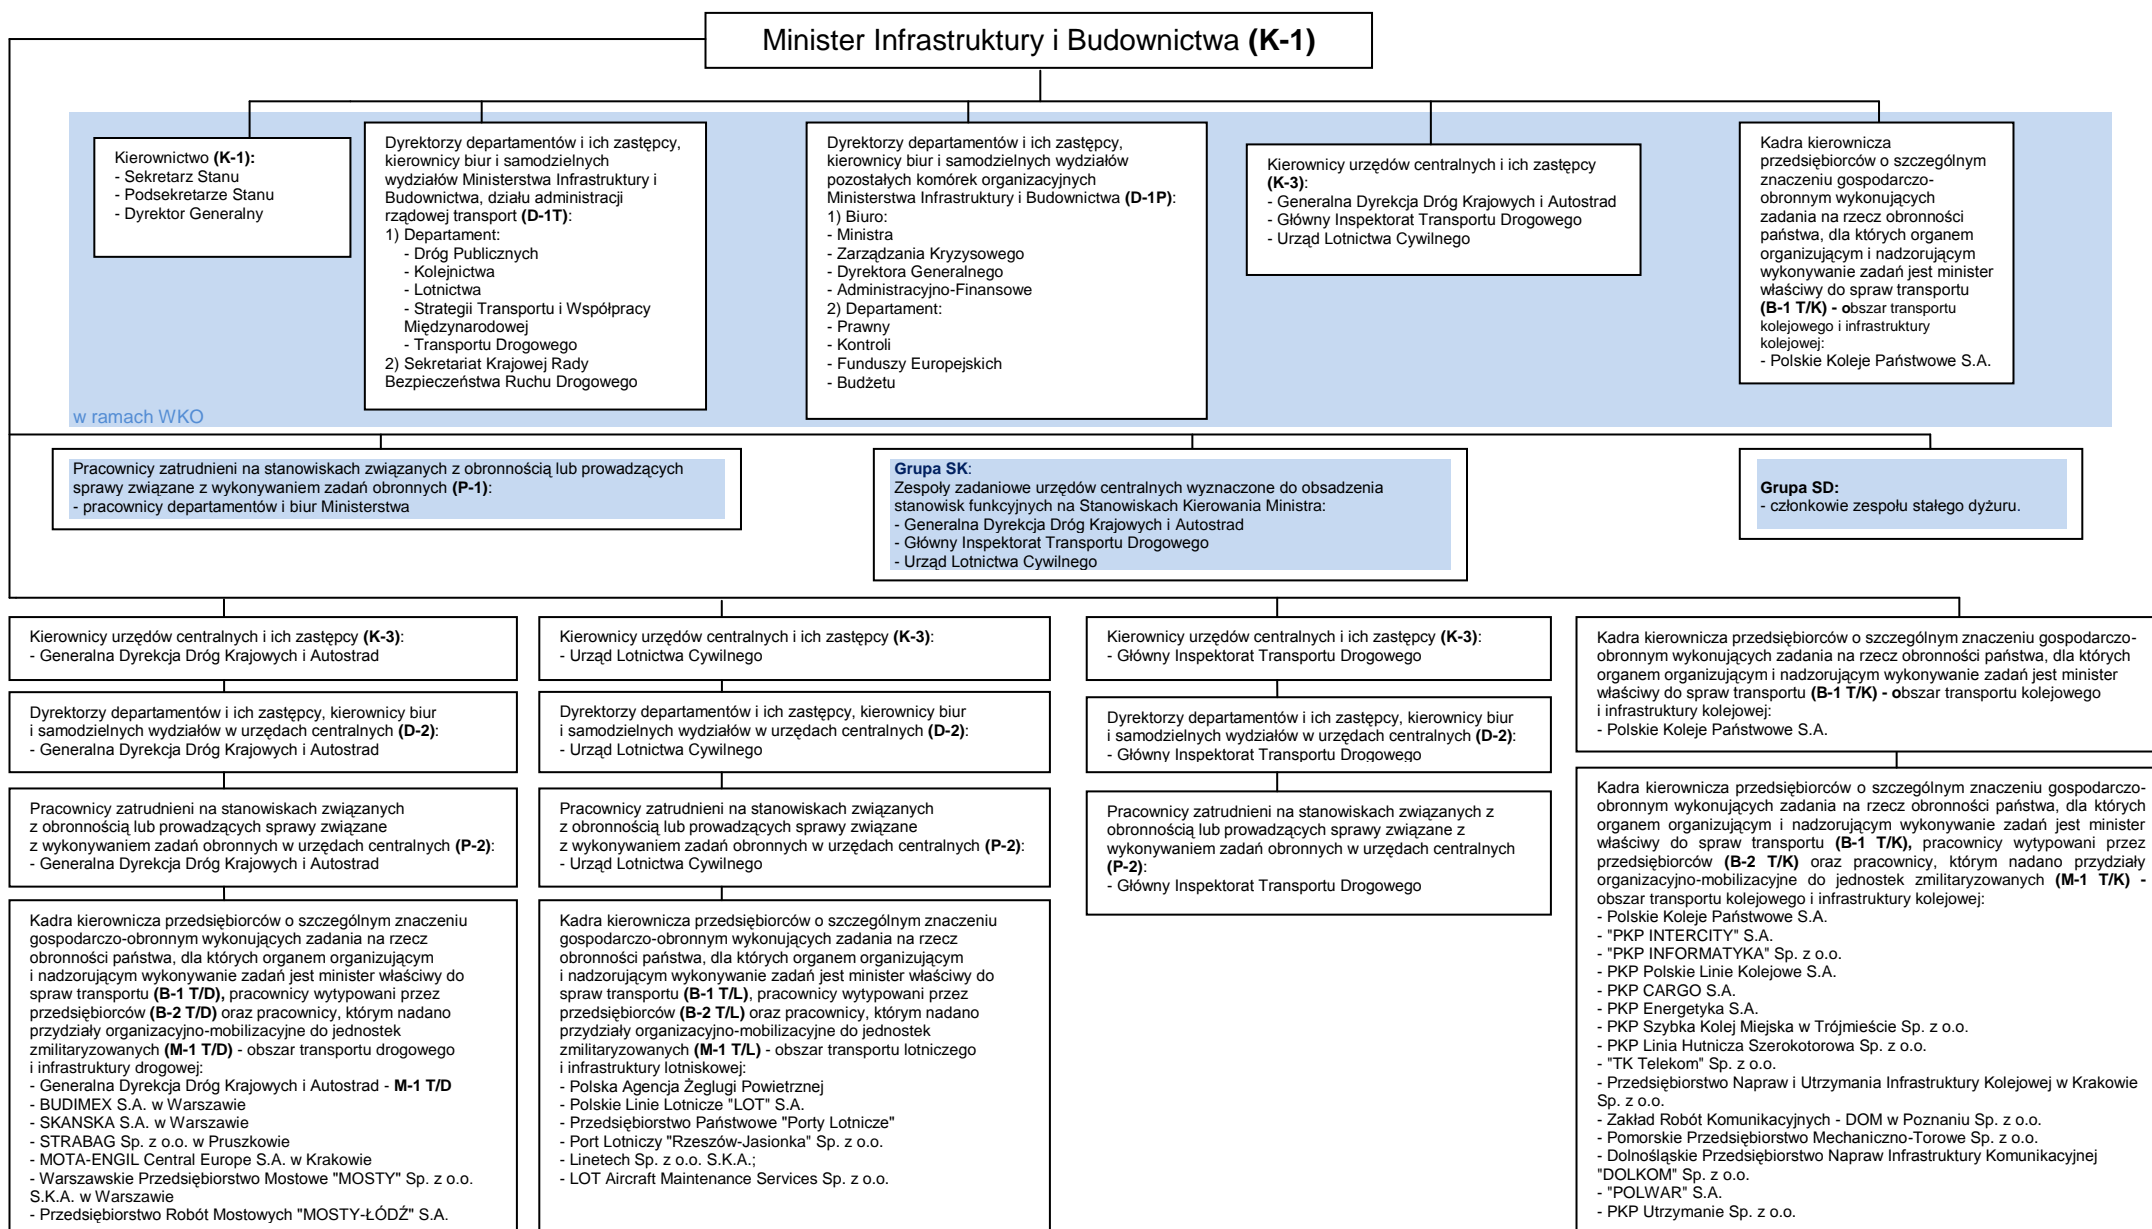 Minister Infrastruktury i Budownictwa (K-1)
Kierownictwo (K-1):
- Sekretarz Stanu
- Podsekretarze Stanu
- Dyrektor Generalny
Dyrektorzy departamentów i ich zastępcy,
kierownicy biur i samodzielnych
wydziałów Ministerstwa Infrastruktury i
Budownictwa, działu administracji
rządowej transport (D-1T):
1) Departament:
- Dróg Publicznych
- Kolejnictwa
- Lotnictwa
- Strategii Transportu i Współpracy
Międzynarodowej
- Transportu Drogowego
2) Sekretariat Krajowej Rady
Bezpieczeństwa Ruchu Drogowego
Dyrektorzy departamentów i ich zastępcy,
kierownicy biur i samodzielnych wydziałów
pozostałych komórek organizacyjnych
Ministerstwa Infrastruktury i Budownictwa (D-1P):
1) Biuro:
- Ministra
- Zarządzania Kryzysowego
- Dyrektora Generalnego
- Administracyjno-Finansowe
2) Departament:
- Prawny
- Kontroli
- Funduszy Europejskich
- Budżetu
Kierownicy urzędów centralnych i ich zastępcy
(K-3):
- Generalna Dyrekcja Dróg Krajowych i Autostrad
- Główny Inspektorat Transportu Drogowego
- Urząd Lotnictwa Cywilnego
Kadra kierownicza
przedsiębiorców o szczególnym
znaczeniu gospodarczo-
obronnym wykonujących
zadania na rzecz obronności
państwa, dla których organem
organizującym i nadzorującym
wykonywanie zadań jest minister
właściwy do spraw transportu
(B-1 T/K) - obszar transportu
kolejowego i infrastruktury
kolejowej:
- Polskie Koleje Państwowe S.A.
w ramach WKO
Pracownicy zatrudnieni na stanowiskach związanych z obronnością lub prowadzących
sprawy związane z wykonywaniem zadań obronnych (P-1):
- pracownicy departamentów i biur Ministerstwa
Grupa SK:
Zespoły zadaniowe urzędów centralnych wyznaczone do obsadzenia
stanowisk funkcyjnych na Stanowiskach Kierowania Ministra:
- Generalna Dyrekcja Dróg Krajowych i Autostrad
- Główny Inspektorat Transportu Drogowego
- Urząd Lotnictwa Cywilnego
Grupa SD:
- członkowie zespołu stałego dyżuru.
Kierownicy urzędów centralnych i ich zastępcy (K-3):
- Generalna Dyrekcja Dróg Krajowych i Autostrad
Dyrektorzy departamentów i ich zastępcy, kierownicy biur
i samodzielnych wydziałów w urzędach centralnych (D-2):
- Generalna Dyrekcja Dróg Krajowych i Autostrad
Pracownicy zatrudnieni na stanowiskach związanych
z obronnością lub prowadzących sprawy związane
z wykonywaniem zadań obronnych w urzędach centralnych (P-2):
- Generalna Dyrekcja Dróg Krajowych i Autostrad
Kadra kierownicza przedsiębiorców o szczególnym znaczeniu
gospodarczo-obronnym wykonujących zadania na rzecz
obronności państwa, dla których organem organizującym
i nadzorującym wykonywanie zadań jest minister właściwy do
spraw transportu (B-1 T/D), pracownicy wytypowani przez
przedsiębiorców (B-2 T/D) oraz pracownicy, którym nadano
przydziały organizacyjno-mobilizacyjne do jednostek
zmilitaryzowanych (M-1 T/D) - obszar transportu drogowego
i infrastruktury drogowej:
- Generalna Dyrekcja Dróg Krajowych i Autostrad - M-1 T/D
- BUDIMEX S.A. w Warszawie
- SKANSKA S.A. w Warszawie
- STRABAG Sp. z o.o. w Pruszkowie
- MOTA-ENGIL Central Europe S.A. w Krakowie
- Warszawskie Przedsiębiorstwo Mostowe "MOSTY" Sp. z o.o.
S.K.A. w Warszawie
- Przedsiębiorstwo Robót Mostowych "MOSTY-ŁÓDŹ" S.A.
Kierownicy urzędów centralnych i ich zastępcy (K-3):
- Urząd Lotnictwa Cywilnego
Dyrektorzy departamentów i ich zastępcy, kierownicy biur
i samodzielnych wydziałów w urzędach centralnych (D-2):
- Urząd Lotnictwa Cywilnego
Pracownicy zatrudnieni na stanowiskach związanych
z obronnością lub prowadzących sprawy związane
z wykonywaniem zadań obronnych w urzędach centralnych (P-2):
- Urząd Lotnictwa Cywilnego
Kadra kierownicza przedsiębiorców o szczególnym znaczeniu
gospodarczo-obronnym wykonujących zadania na rzecz
obronności państwa, dla których organem organizującym
i nadzorującym wykonywanie zadań jest minister właściwy do
spraw transportu (B-1 T/L), pracownicy wytypowani przez
przedsiębiorców (B-2 T/L) oraz pracownicy, którym nadano
przydziały organizacyjno-mobilizacyjne do jednostek
zmilitaryzowanych (M-1 T/L) - obszar transportu lotniczego
i infrastruktury lotniskowej:
- Polska Agencja Żeglugi Powietrznej
- Polskie Linie Lotnicze "LOT" S.A.
- Przedsiębiorstwo Państwowe "Porty Lotnicze"
- Port Lotniczy "Rzeszów-Jasionka" Sp. z o.o.
- Linetech Sp. z o.o. S.K.A.;
- LOT Aircraft Maintenance Services Sp. z o.o.
Kierownicy urzędów centralnych i ich zastępcy (K-3):
- Główny Inspektorat Transportu Drogowego
Dyrektorzy departamentów i ich zastępcy, kierownicy biur
i samodzielnych wydziałów w urzędach centralnych (D-2):
- Główny Inspektorat Transportu Drogowego
Pracownicy zatrudnieni na stanowiskach związanych z
obronnością lub prowadzących sprawy związane z
wykonywaniem zadań obronnych w urzędach centralnych
(P-2):
- Główny Inspektorat Transportu Drogowego
Kadra kierownicza przedsiębiorców o szczególnym znaczeniu gospodarczo-
obronnym wykonujących zadania na rzecz obronności państwa, dla których
organem organizującym i nadzorującym wykonywanie zadań jest minister
właściwy do spraw transportu (B-1 T/K) - obszar transportu kolejowego
i infrastruktury kolejowej:
- Polskie Koleje Państwowe S.A.
Kadra kierownicza przedsiębiorców o szczególnym znaczeniu gospodarczo-
obronnym wykonujących zadania na rzecz obronności państwa, dla których
organem organizującym i nadzorującym wykonywanie zadań jest minister
właściwy do spraw transportu (B-1 T/K), pracownicy wytypowani przez
przedsiębiorców (B-2 T/K) oraz pracownicy, którym nadano przydziały
organizacyjno-mobilizacyjne do jednostek zmilitaryzowanych (M-1 T/K) -
obszar transportu kolejowego i infrastruktury kolejowej:
- Polskie Koleje Państwowe S.A.
- "PKP INTERCITY" S.A.
- "PKP INFORMATYKA" Sp. z o.o.
- PKP Polskie Linie Kolejowe S.A.
- PKP CARGO S.A.
- PKP Energetyka S.A.
- PKP Szybka Kolej Miejska w Trójmieście Sp. z o.o.
- PKP Linia Hutnicza Szerokotorowa Sp. z o.o.
- "TK Telekom" Sp. z o.o.
- Przedsiębiorstwo Napraw i Utrzymania Infrastruktury Kolejowej w Krakowie
Sp. z o.o.
- Zakład Robót Komunikacyjnych - DOM w Poznaniu Sp. z o.o.
- Pomorskie Przedsiębiorstwo Mechaniczno-Torowe Sp. z o.o.
- Dolnośląskie Przedsiębiorstwo Napraw Infrastruktury Komunikacyjnej
"DOLKOM" Sp. z o.o.
- "POLWAR" S.A.
- PKP Utrzymanie Sp. z o.o.